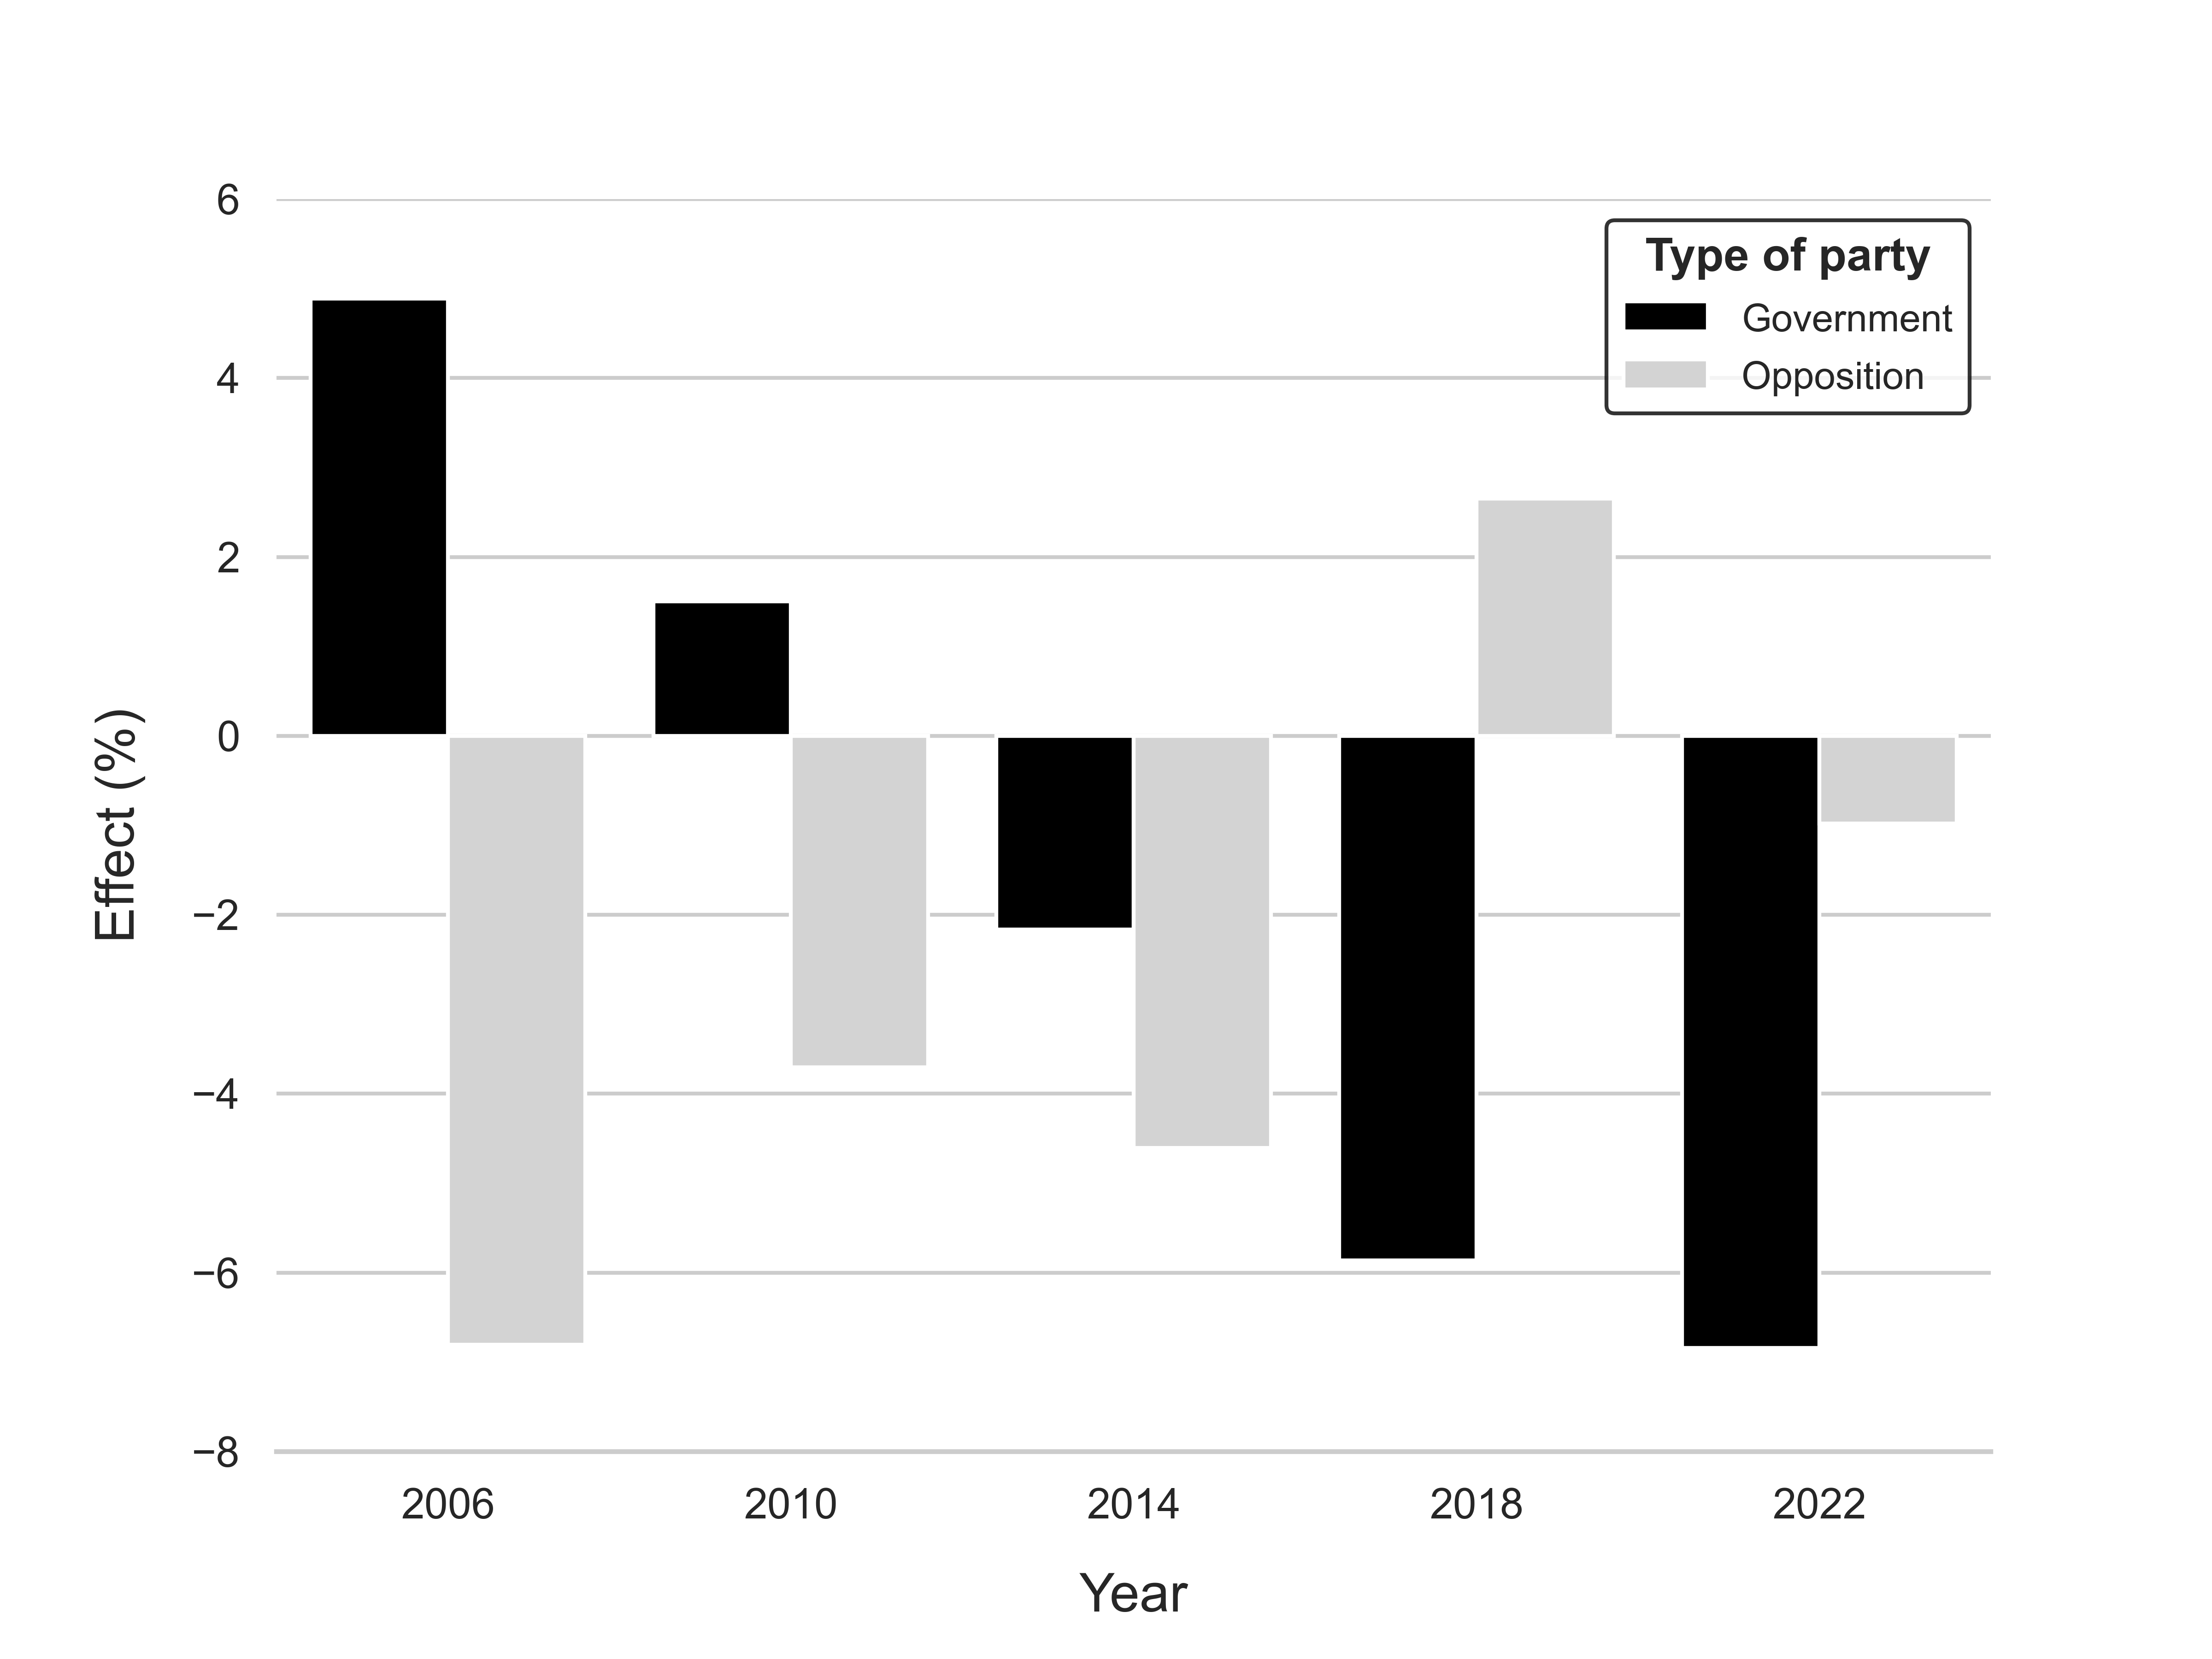 6
Type of party
Government
4
Opposition
2
0
Effect (%)
−2
−4
−6
−8
2006 2010 2014 2018 2022
Year